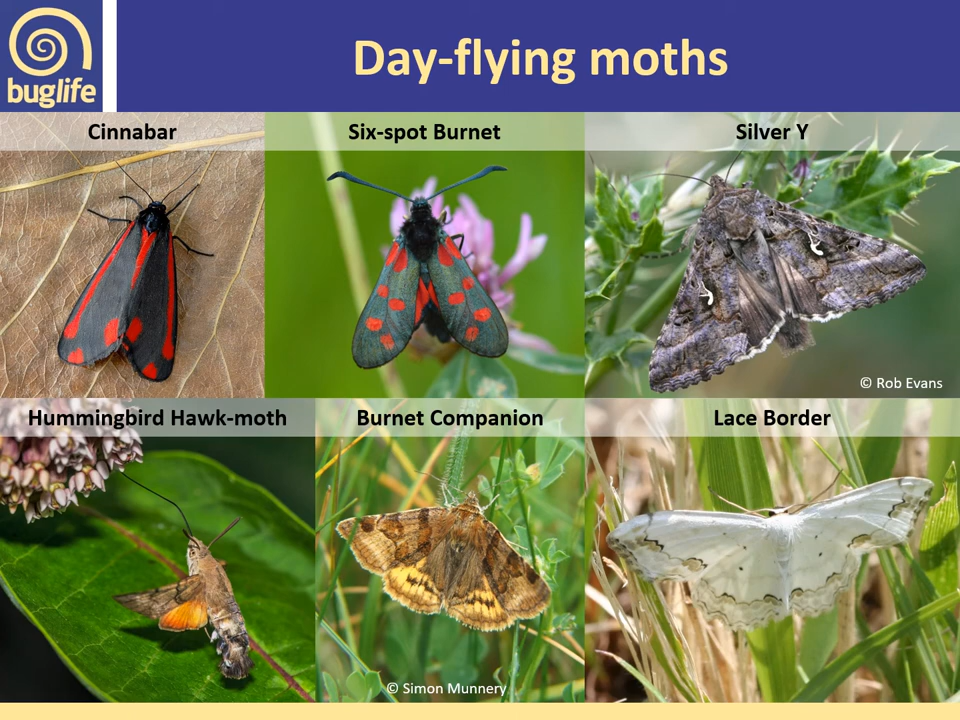 buglife
Day-flying moths
Cinnabar
Six-spot Burnet
Silver Y
© Rob Evans
Hummingbird Hawk-moth
Burnet Companion
Lace Border
© Simon Munnery